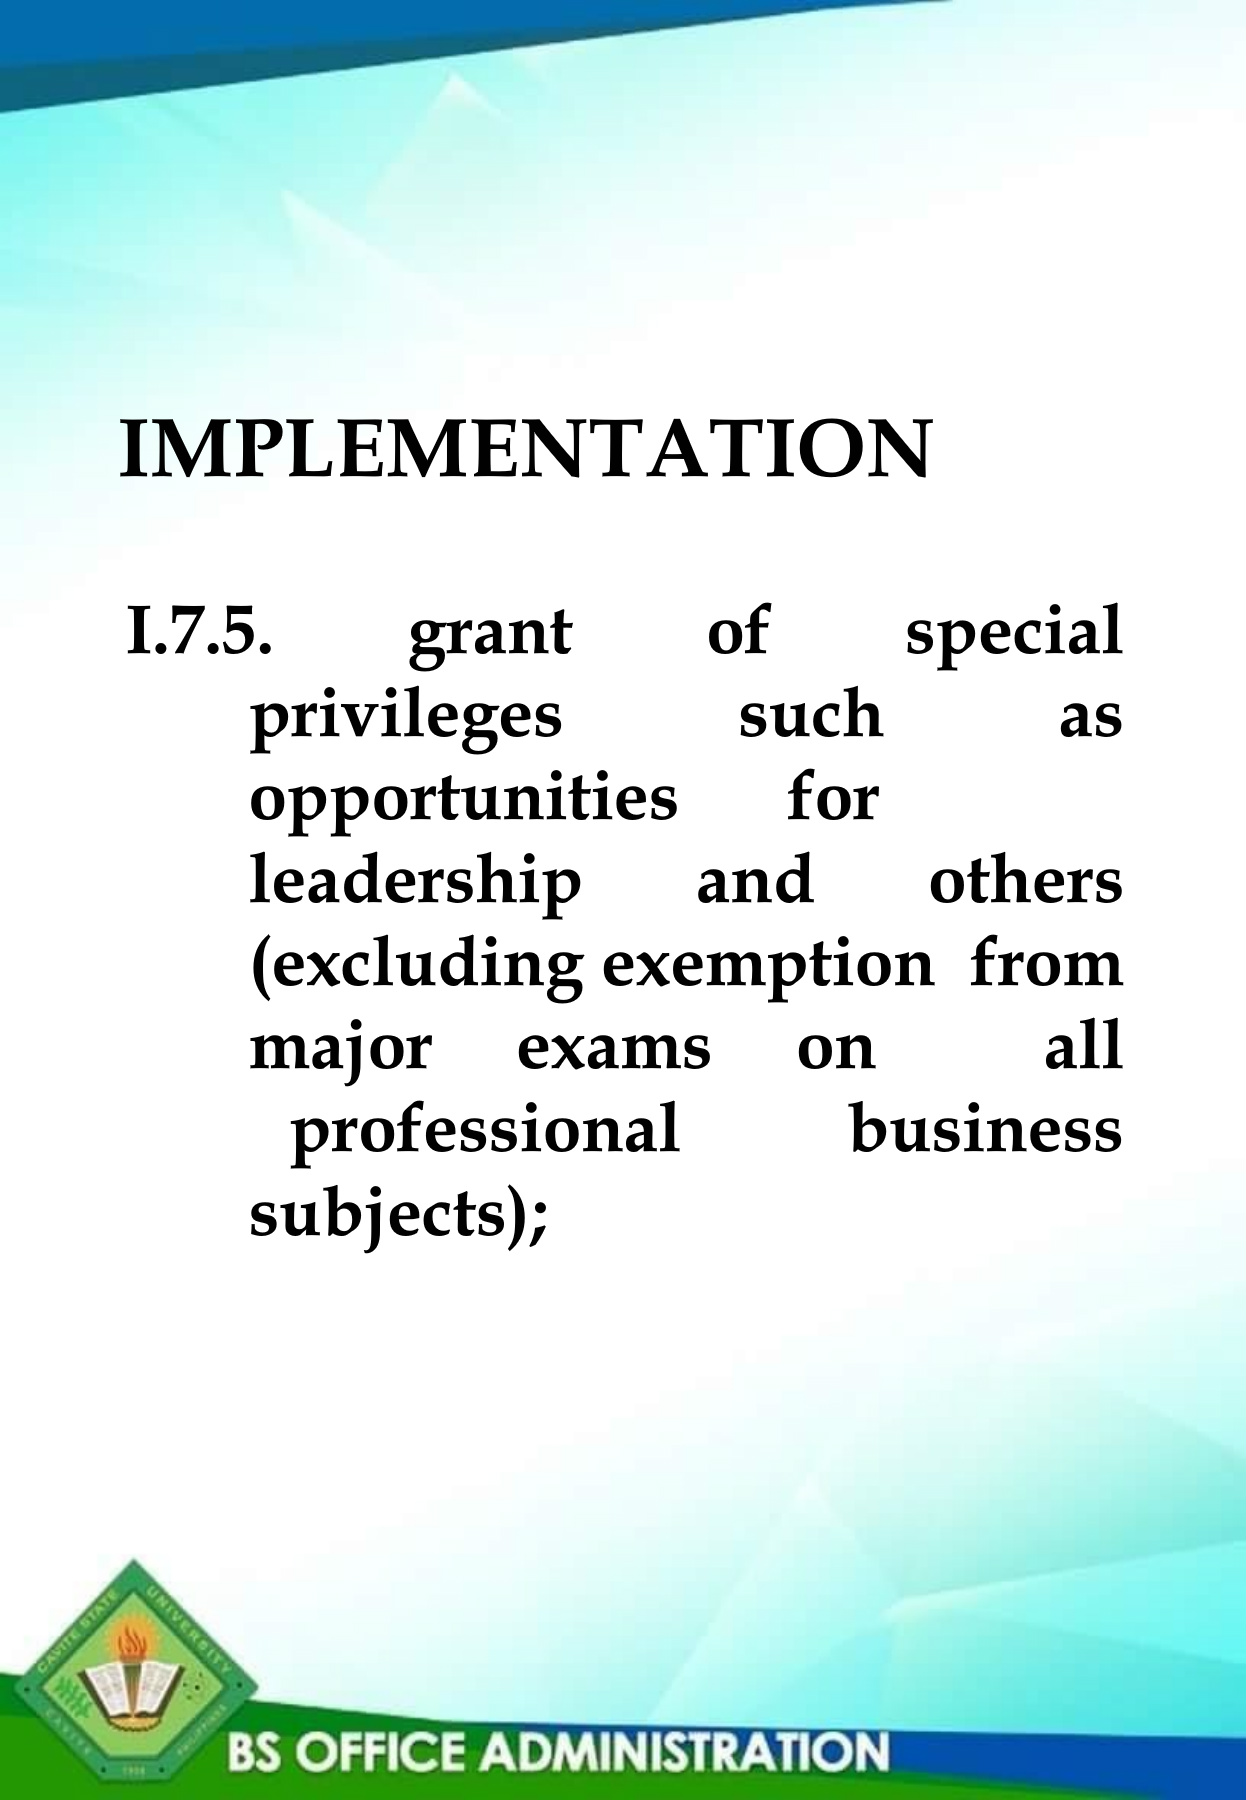 IMPLEMENTATION
I.7.5. grant of special
privileges such as
opportunities for
leadership and others
(excluding exemption from
major exams on all
professional business
subjects);
CAVITE STATE UNIVERSITY
CAVITE PHILIPPINES
1906
BS OFFICE ADMINISTRATION